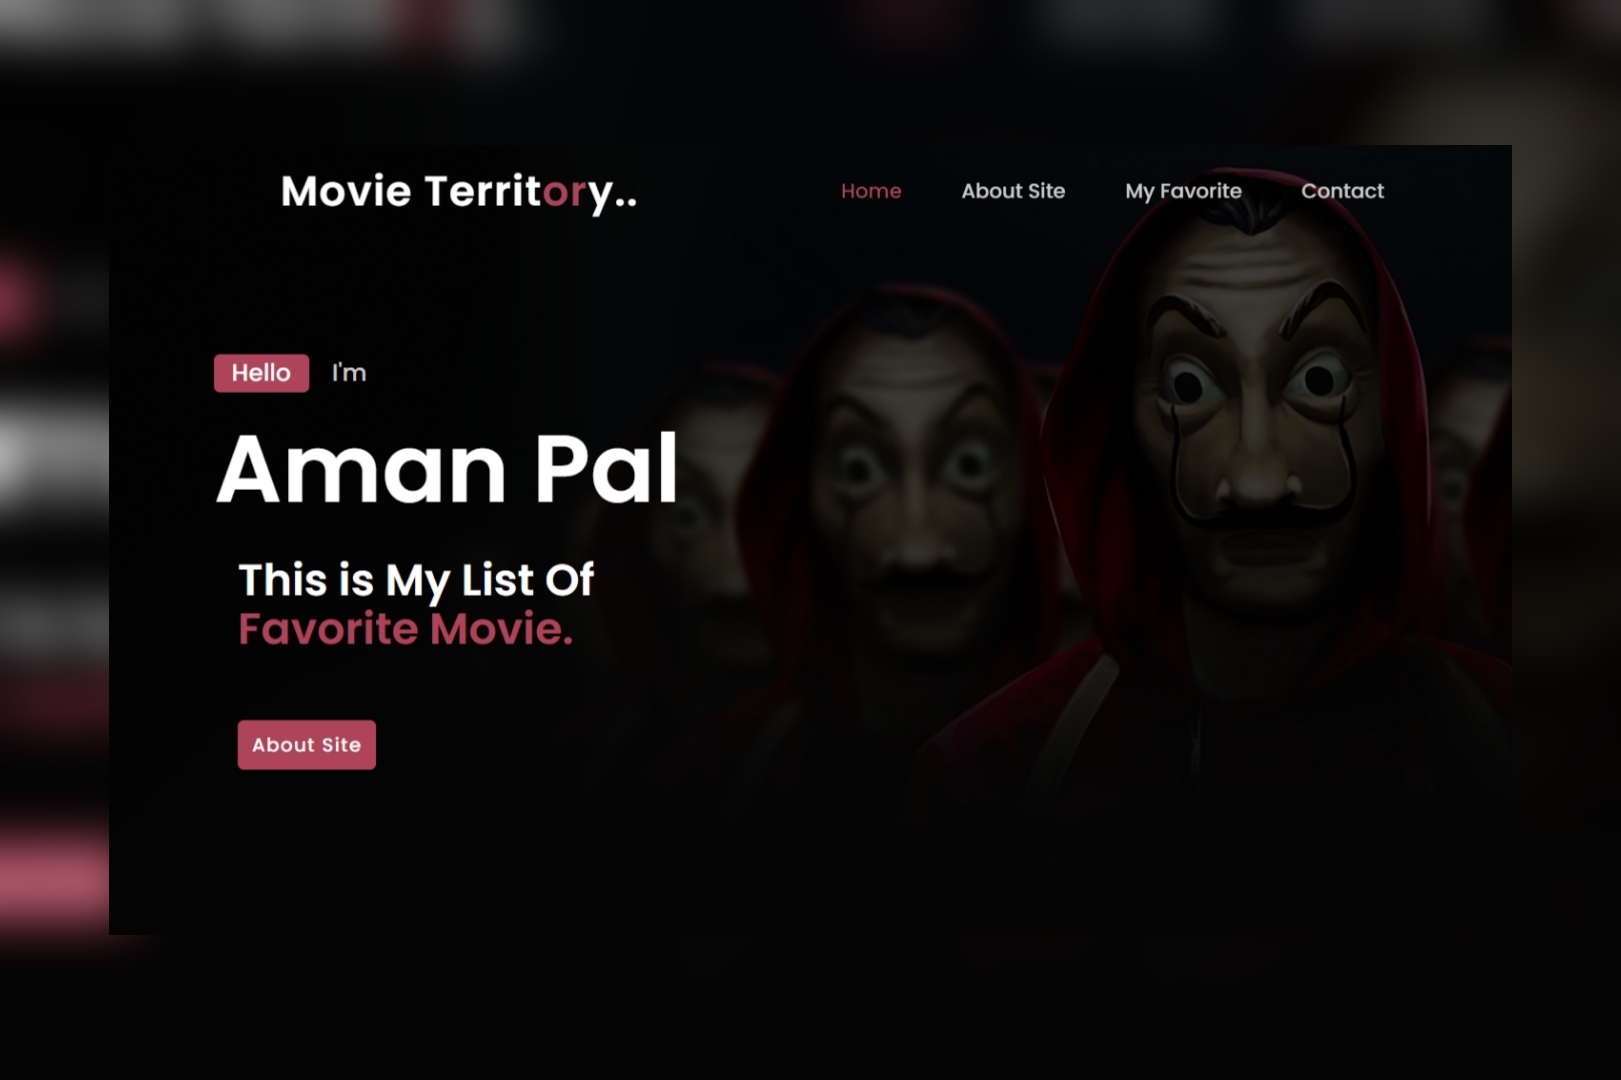 Movie Territory..
Home About Site My Favorite Contact
Hello I'm
Aman Pal
This is My List Of
Favorite Movie.
About Site